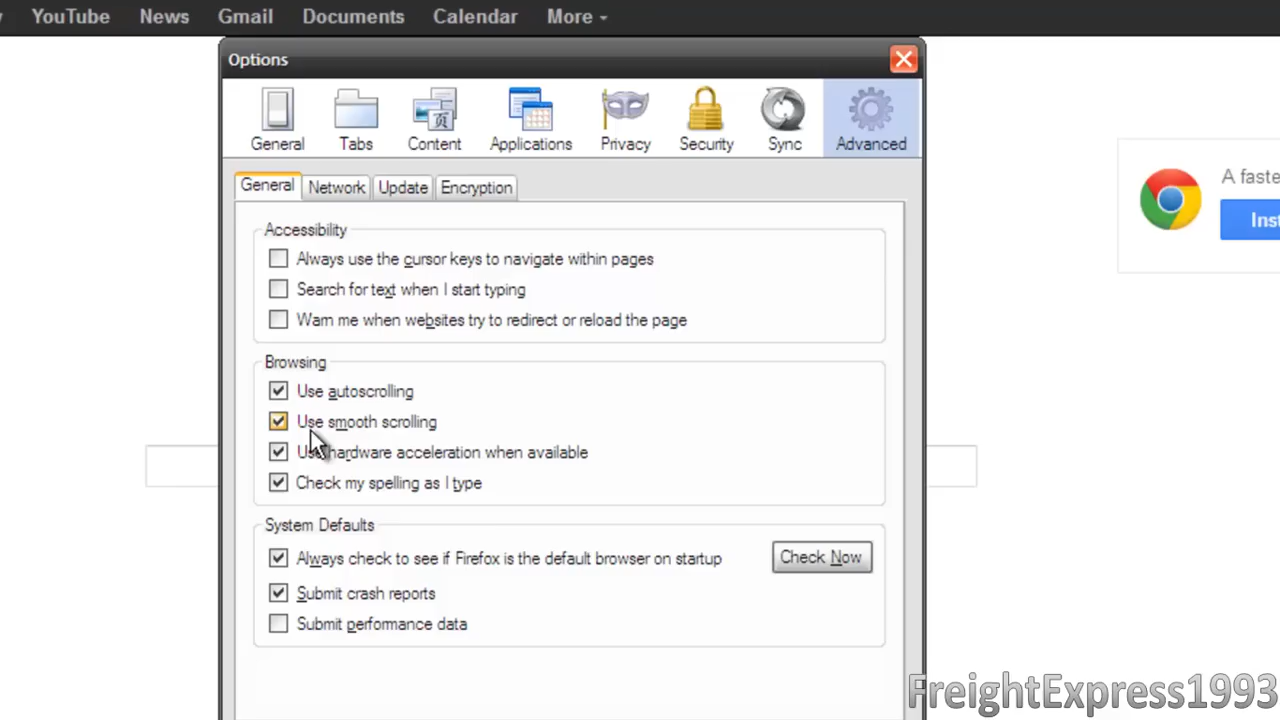 YouTube News Gmail Documents Calendar More
Options
General Tabs Content Applications Privacy Security Sync Advanced
General Network Update Encryption
A faste
Inst
Accessibility
Always use the cursor keys to navigate within pages
Search for text when I start typing
Warn me when websites try to redirect or reload the page
Browsing
Use autoscrolling
Use smooth scrolling
Use hardware acceleration when available
Check my spelling as I type
System Defaults
Always check to see if Firefox is the default browser on startup
Check Now
Submit crash reports
Submit performance data
FreightExpress1993